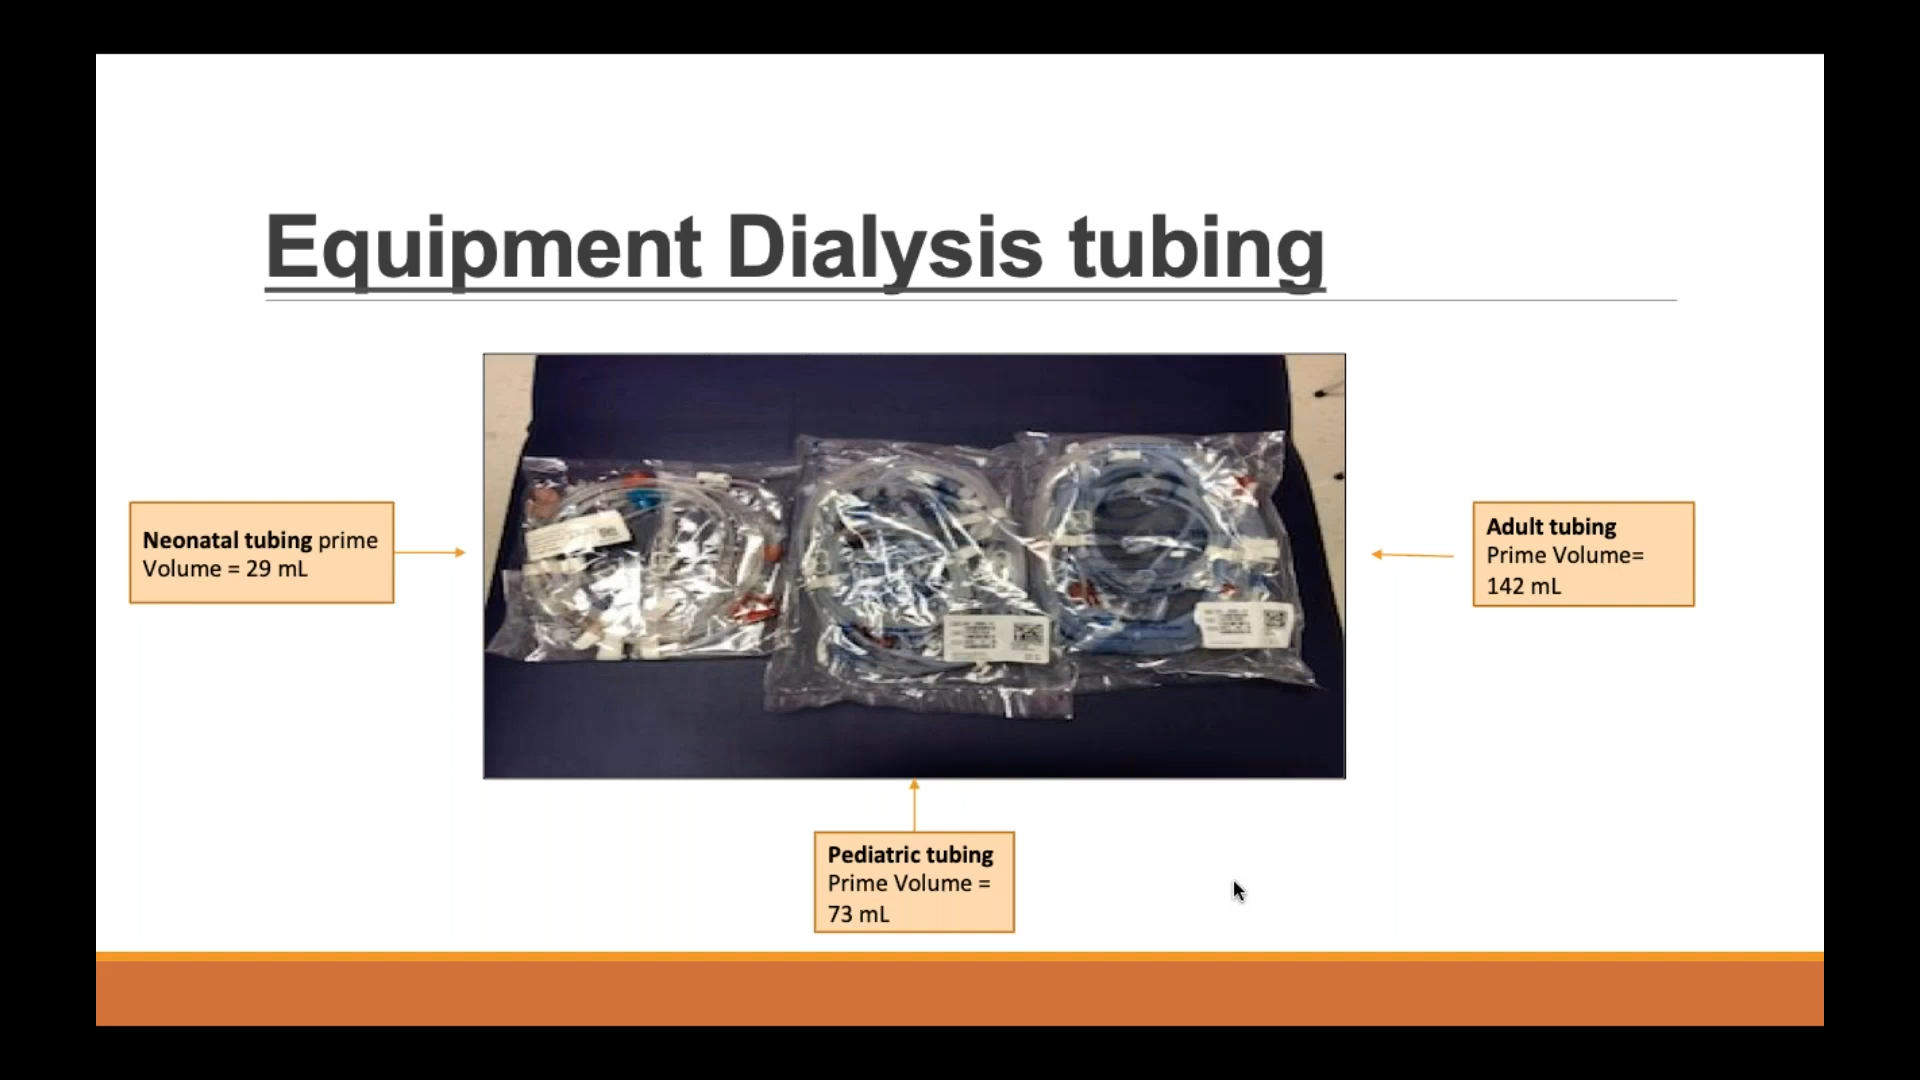 Equipment Dialysis tubing
Neonatal tubing prime
Volume = 29 mL
Adult tubing
Prime Volume=
142 mL
Pediatric tubing
Prime Volume =
73 mL